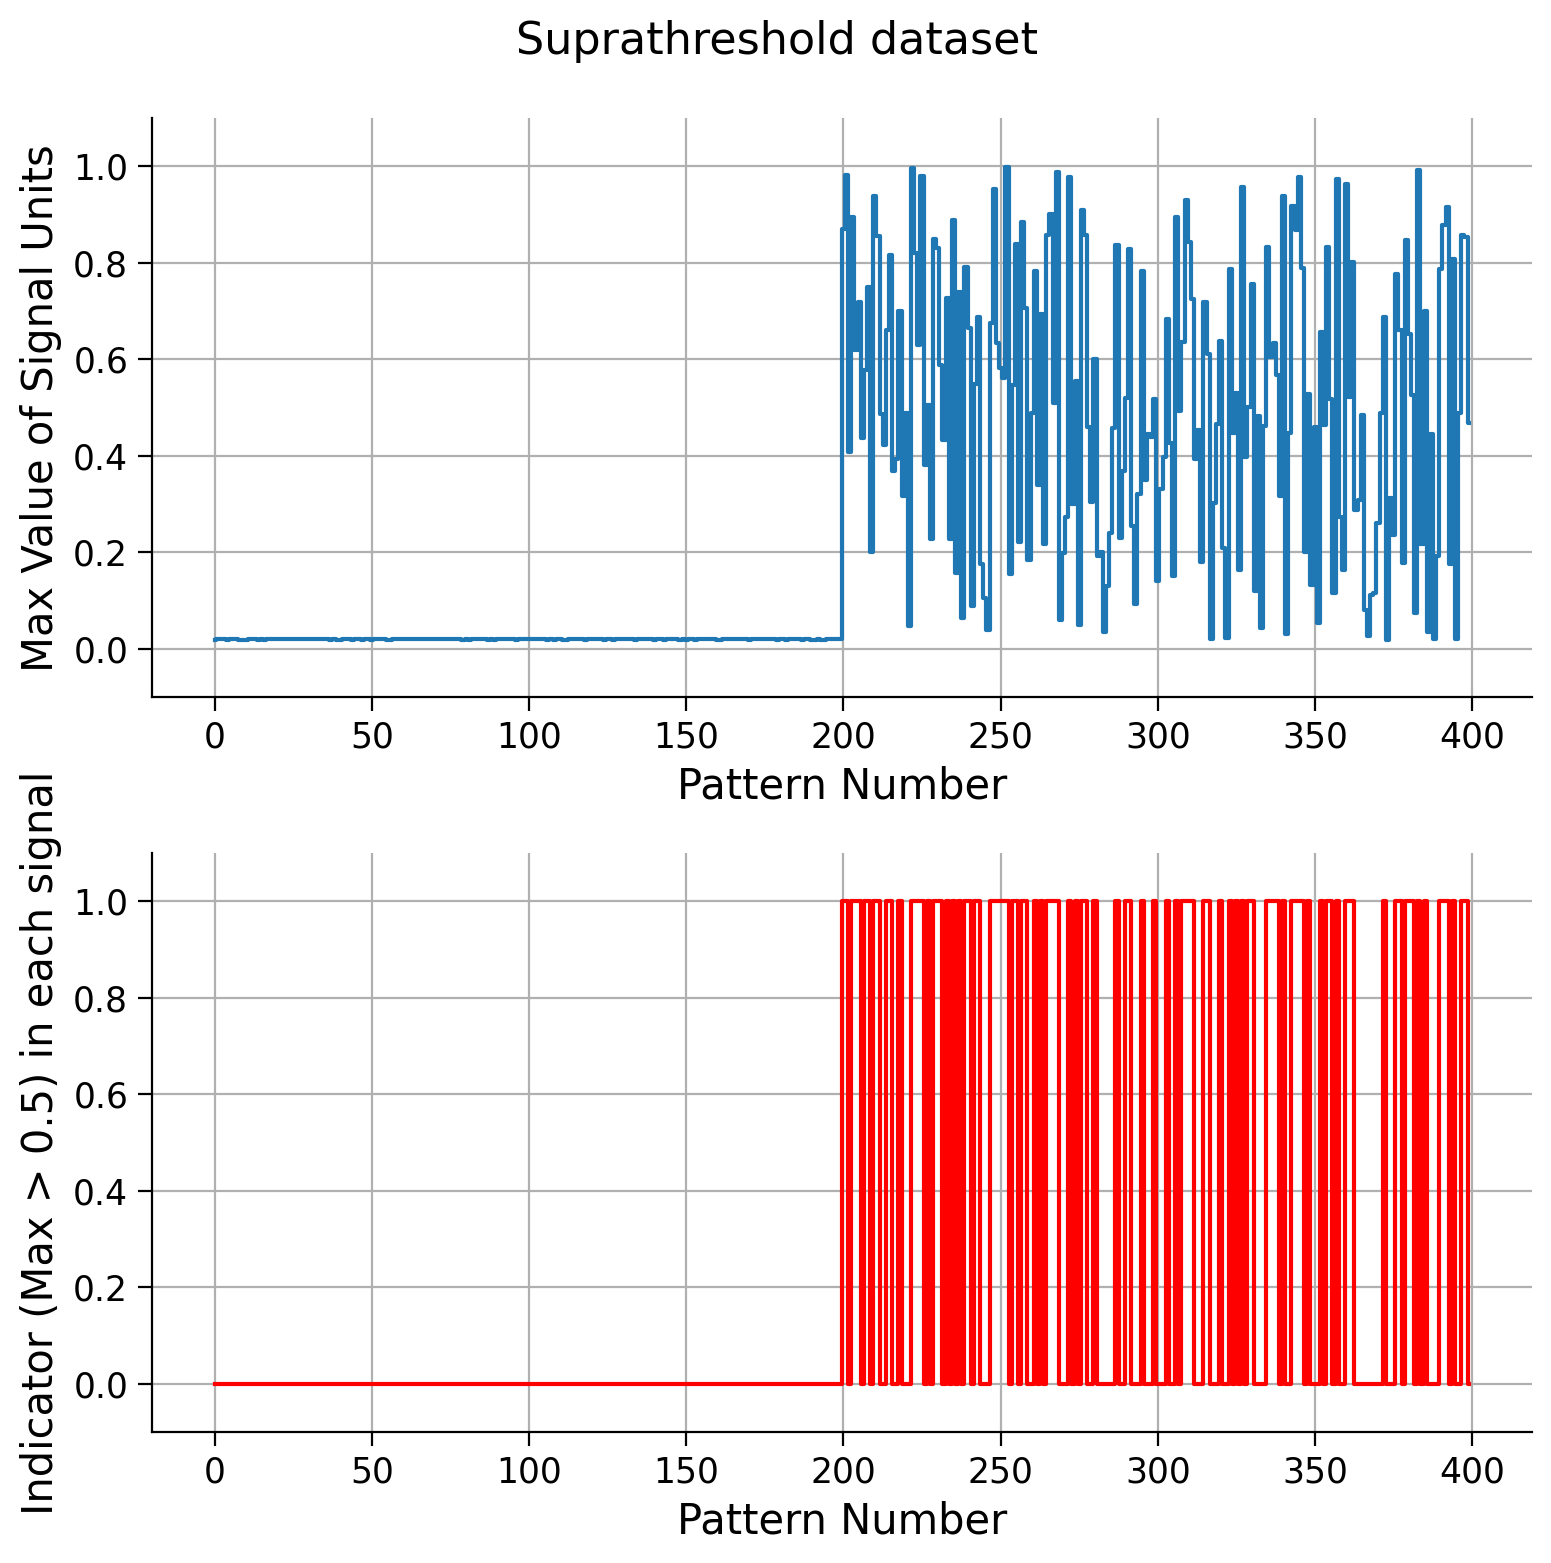 Suprathreshold dataset
Max Value of Signal Units
1.0
0.8
0.6
0.4
0.2
0.0
0 50 100 150 200 250 300 350 400
Pattern Number
Indicator (Max > 0.5) in each signal
1.0
0.8
0.6
0.4
0.2
0.0
0 50 100 150 200 250 300 350 400
Pattern Number